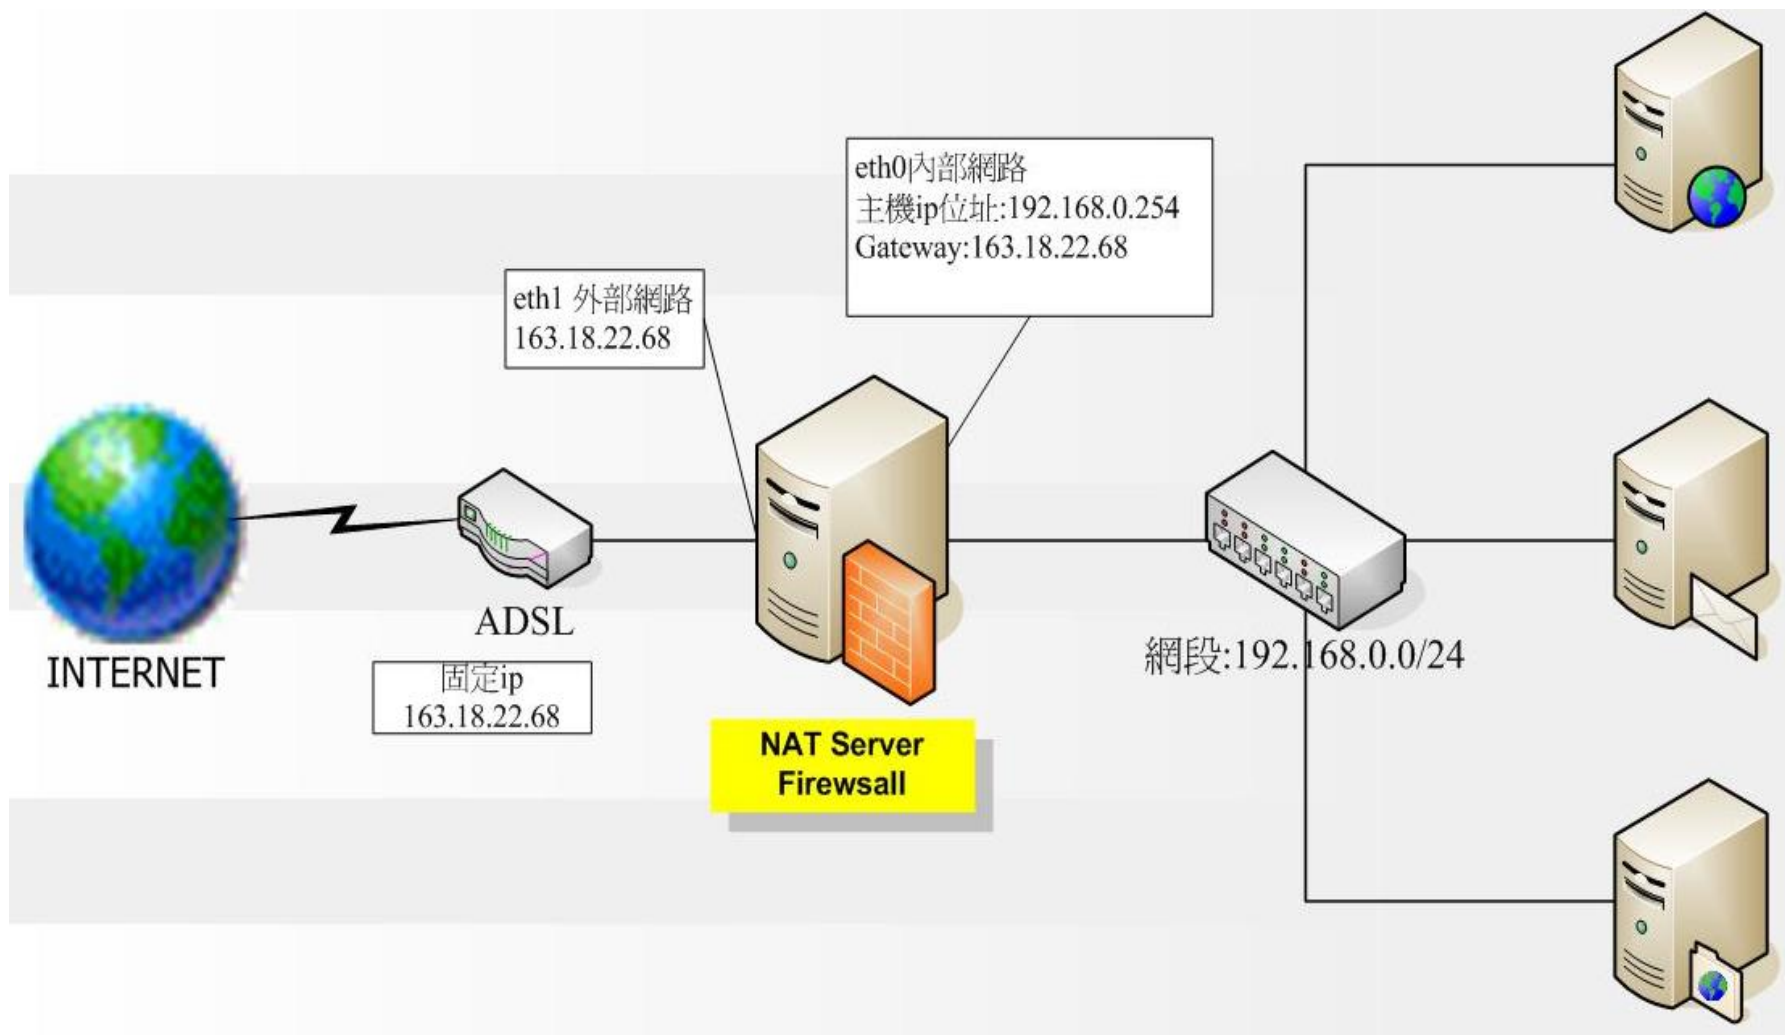 eth0內部網路
主機ip位址:192.168.0.254
Gateway:163.18.22.68
eth1 外部網路
163.18.22.68
ADSL
INTERNET
固定ip
163.18.22.68
NAT Server
Firewsall
網段:192.168.0.0/24